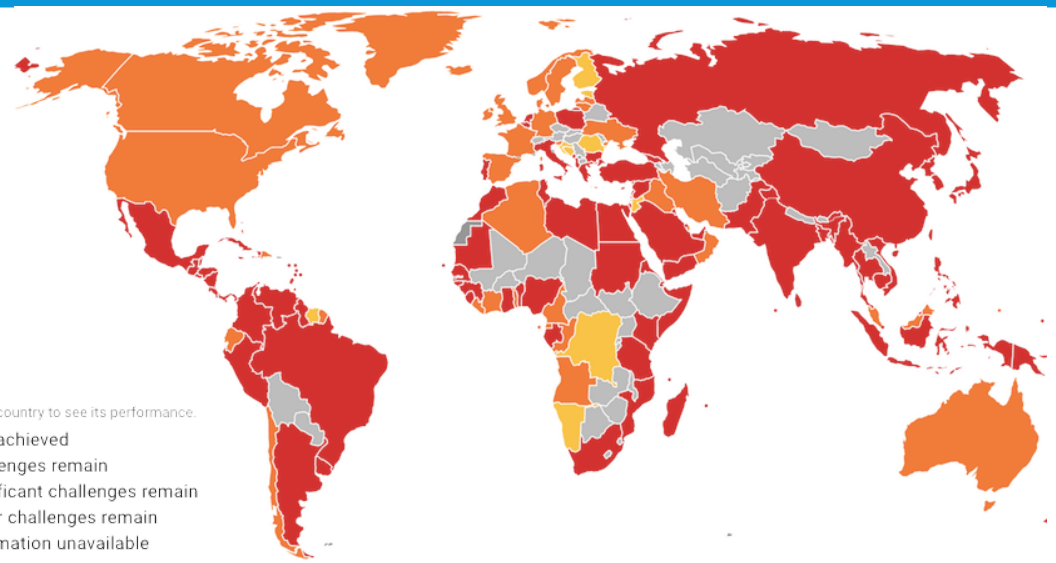 country to see its performance.
achieved
enges remain
ficant challenges remain
r challenges remain
mation unavailable